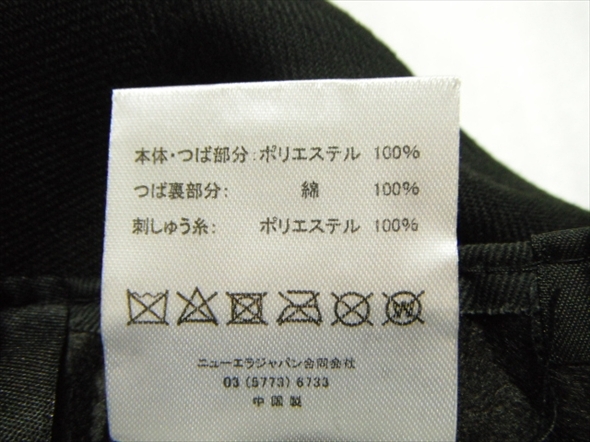 本体・つば部分:ポリエステル 100%
つば裏部分: 綿 100%
刺しゅう糸: ポリエステル 100%
W
ニューエラジャパン合同会社
03 (5773) 6733
中国製